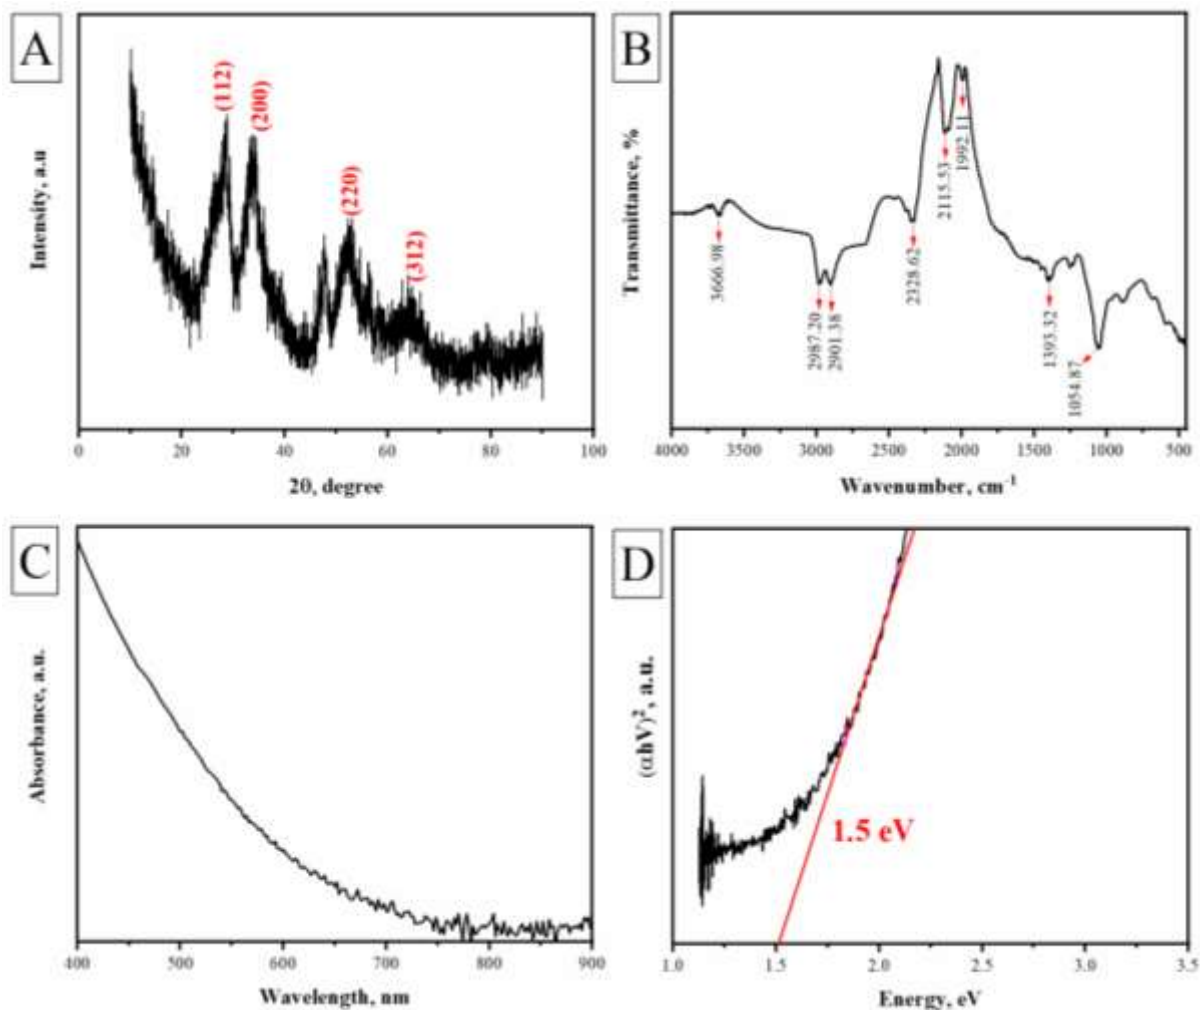 A
Intensity, a.u
(112)
(200)
(220)
(312)
0
20
40
60
80
100
2θ, degree
B
Transmittance, %
3666.98
2987.20
2901.38
2328.62
2115.53
1992.11
1393.32
1054.87
4000
3500
3000
2500
2000
1500
1000
500
Wavenumber, cm⁻¹
C
Absorbance, a.u.
400
500
600
700
800
900
Wavelength, nm
D
(αhV)², a.u.
1.5 eV
1.0
1.5
2.0
2.5
3.0
3.5
Energy, eV